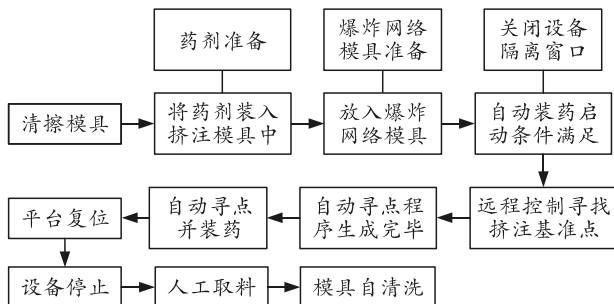 药剂准备
爆炸网络
模具准备
关闭设备
隔离窗口
清擦模具
将药剂装入
挤注模具中
放入爆炸
网络模具
自动装药启
动条件满足
平台复位
自动寻点
并装药
自动寻点程
序生成完毕
远程控制寻找
挤注基准点
设备停止
人工取料
模具自清洗